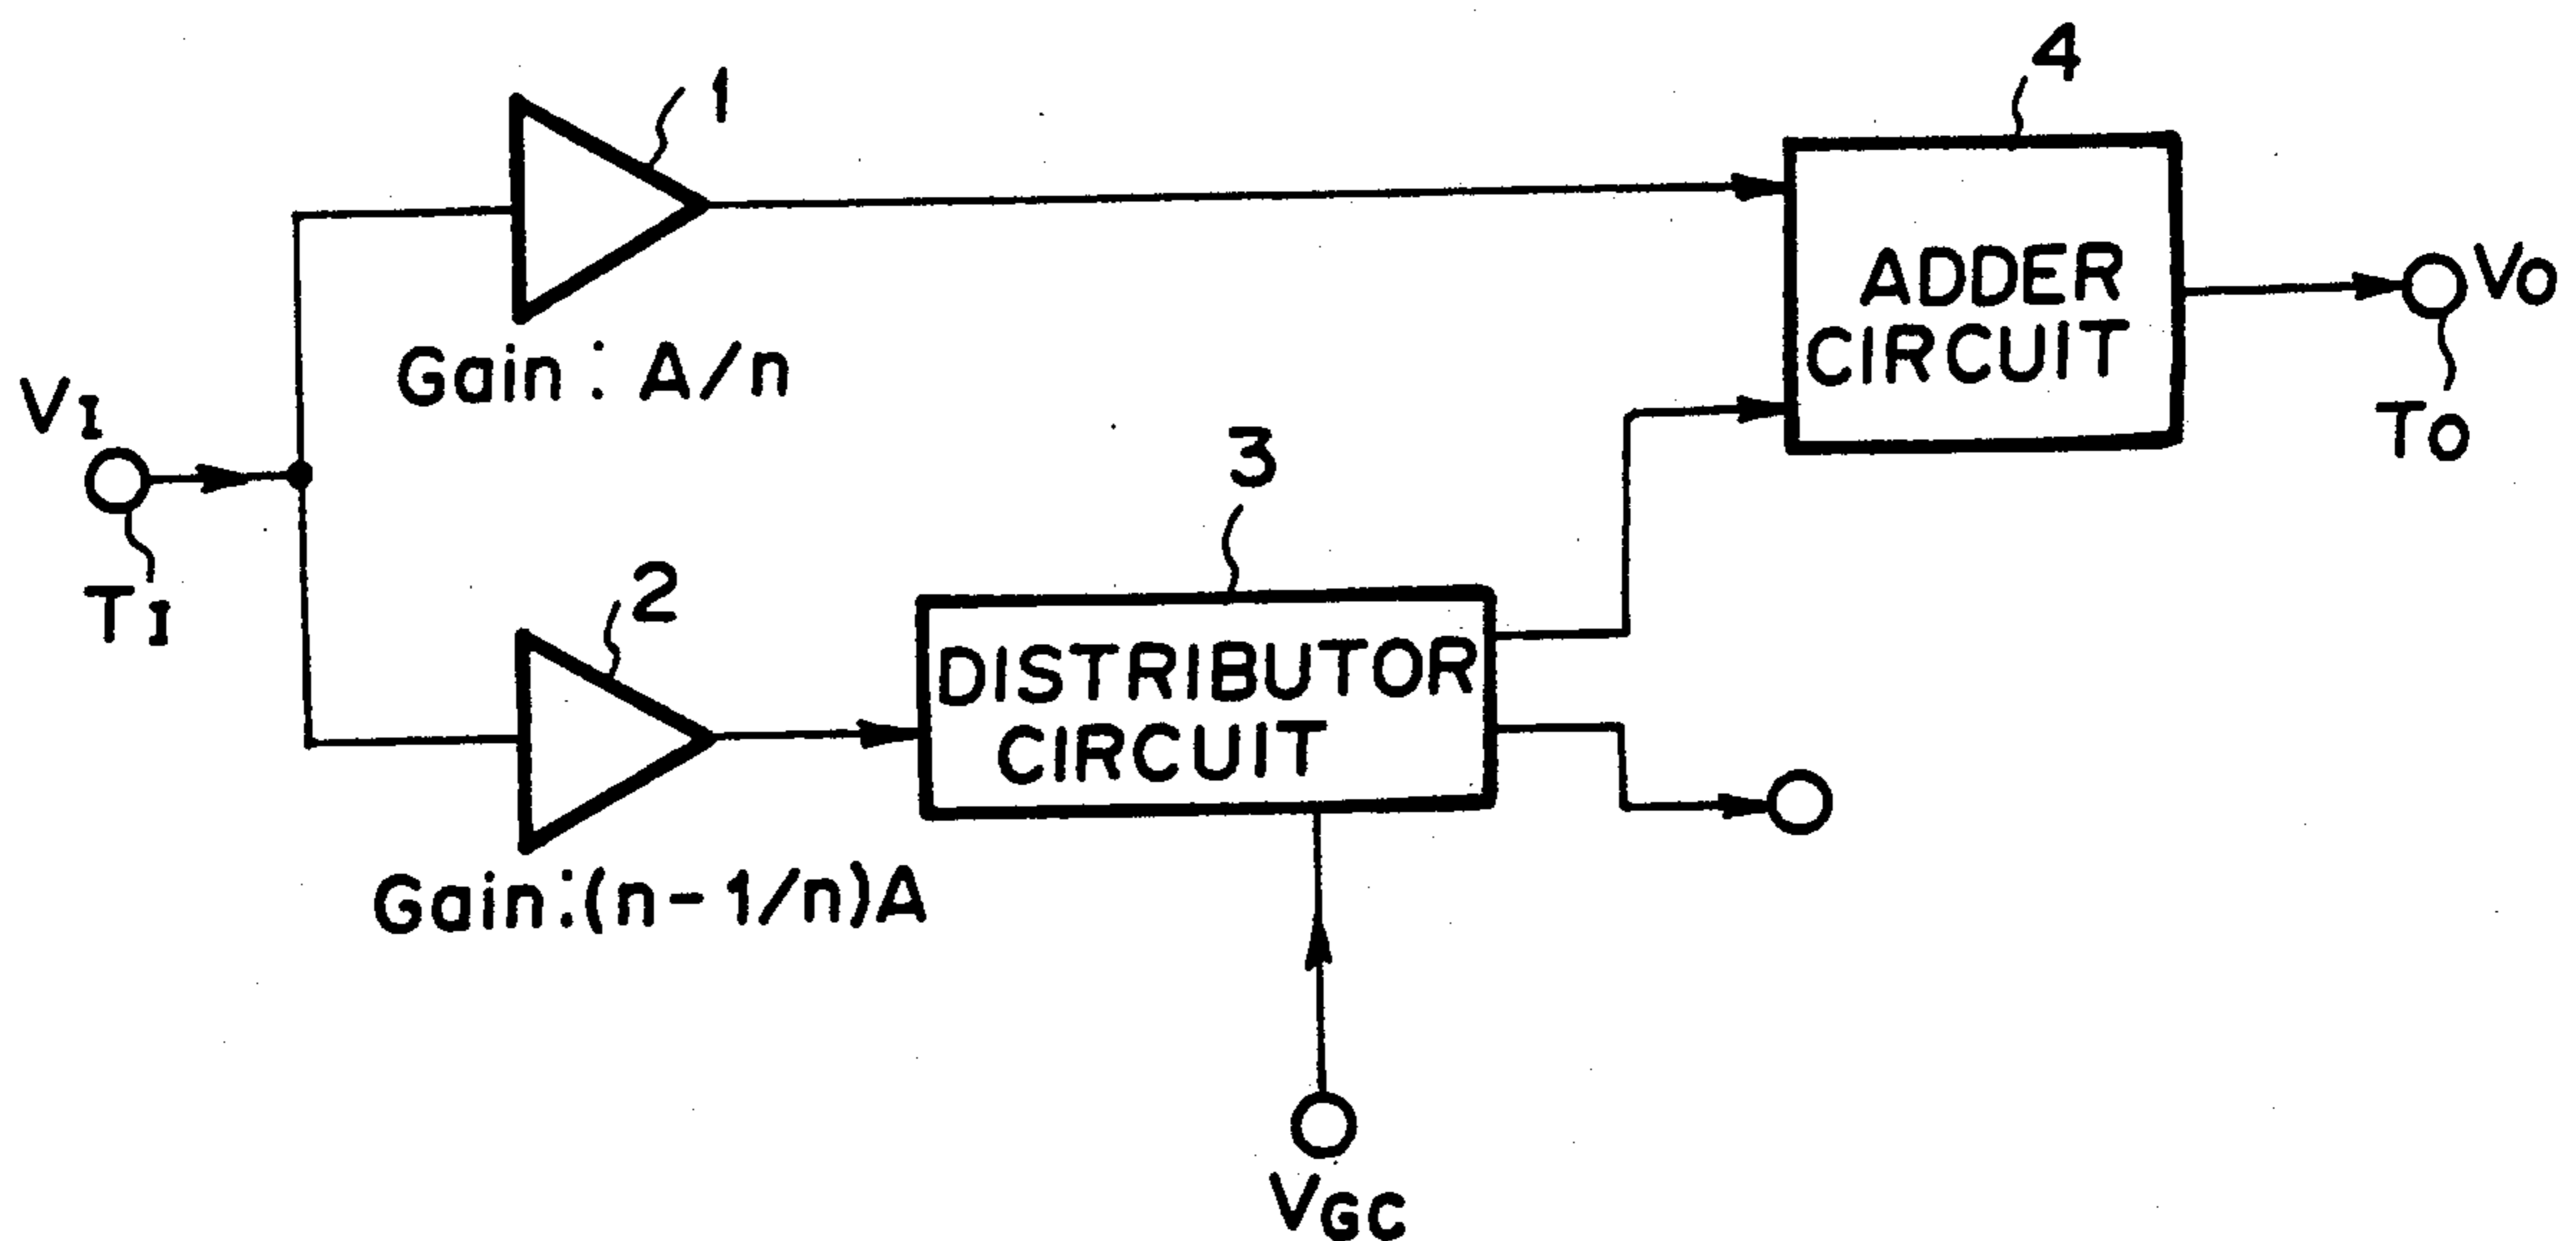 1
4
ADDER
CIRCUIT
VO
TO
Gain: A/n
VI
TI
3
2
DISTRIBUTOR
CIRCUIT
Gain:(n-1/n)A
VGC